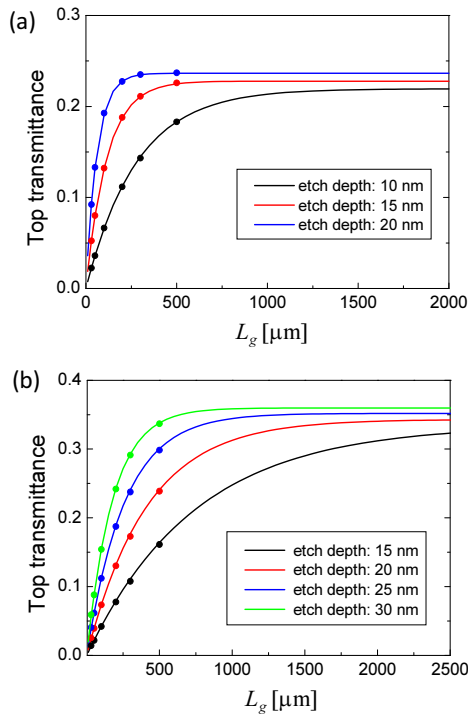 (a)
0.3
0.2
0.1
0.0
Top transmittance
etch depth: 10 nm
etch depth: 15 nm
etch depth: 20 nm
0 500 1000 1500 2000
L_g [μm]
(b)
0.4
0.3
0.2
0.1
0.0
Top transmittance
etch depth: 15 nm
etch depth: 20 nm
etch depth: 25 nm
etch depth: 30 nm
500 1000 1500 2000 2500
L_g [μm]